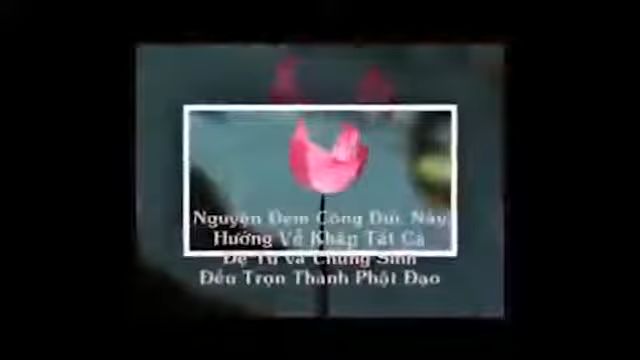 Nguyện Đem Công Đức Này
Hướng Về Khắp Tất Cả
Đệ Tử và Chúng Sinh
Đều Trọn Thành Phật Đạo